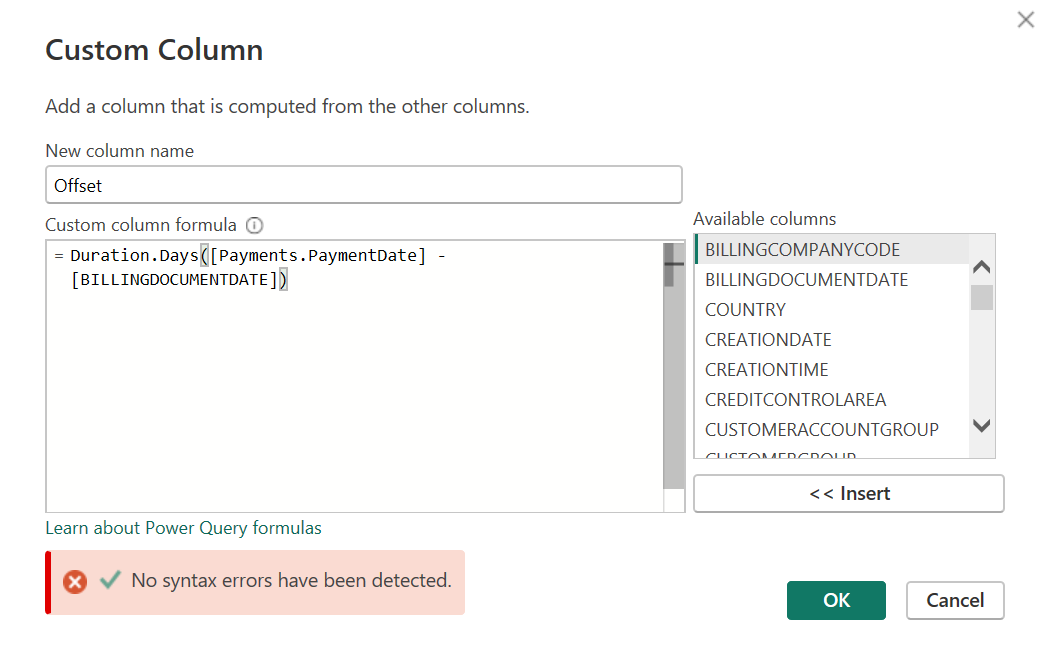 Custom Column
Add a column that is computed from the other columns.
New column name
Offset
Custom column formula
= Duration.Days([Payments.PaymentDate] -
[BILLINGDOCUMENTDATE])
Available columns
BILLINGCOMPANYCODE
BILLINGDOCUMENTDATE
COUNTRY
CREATIONDATE
CREATIONTIME
CREDITCONTROLAREA
CUSTOMERACCOUNTGROUP
CUSTOMERGROUP
<< Insert
Learn about Power Query formulas
No syntax errors have been detected.
OK
Cancel